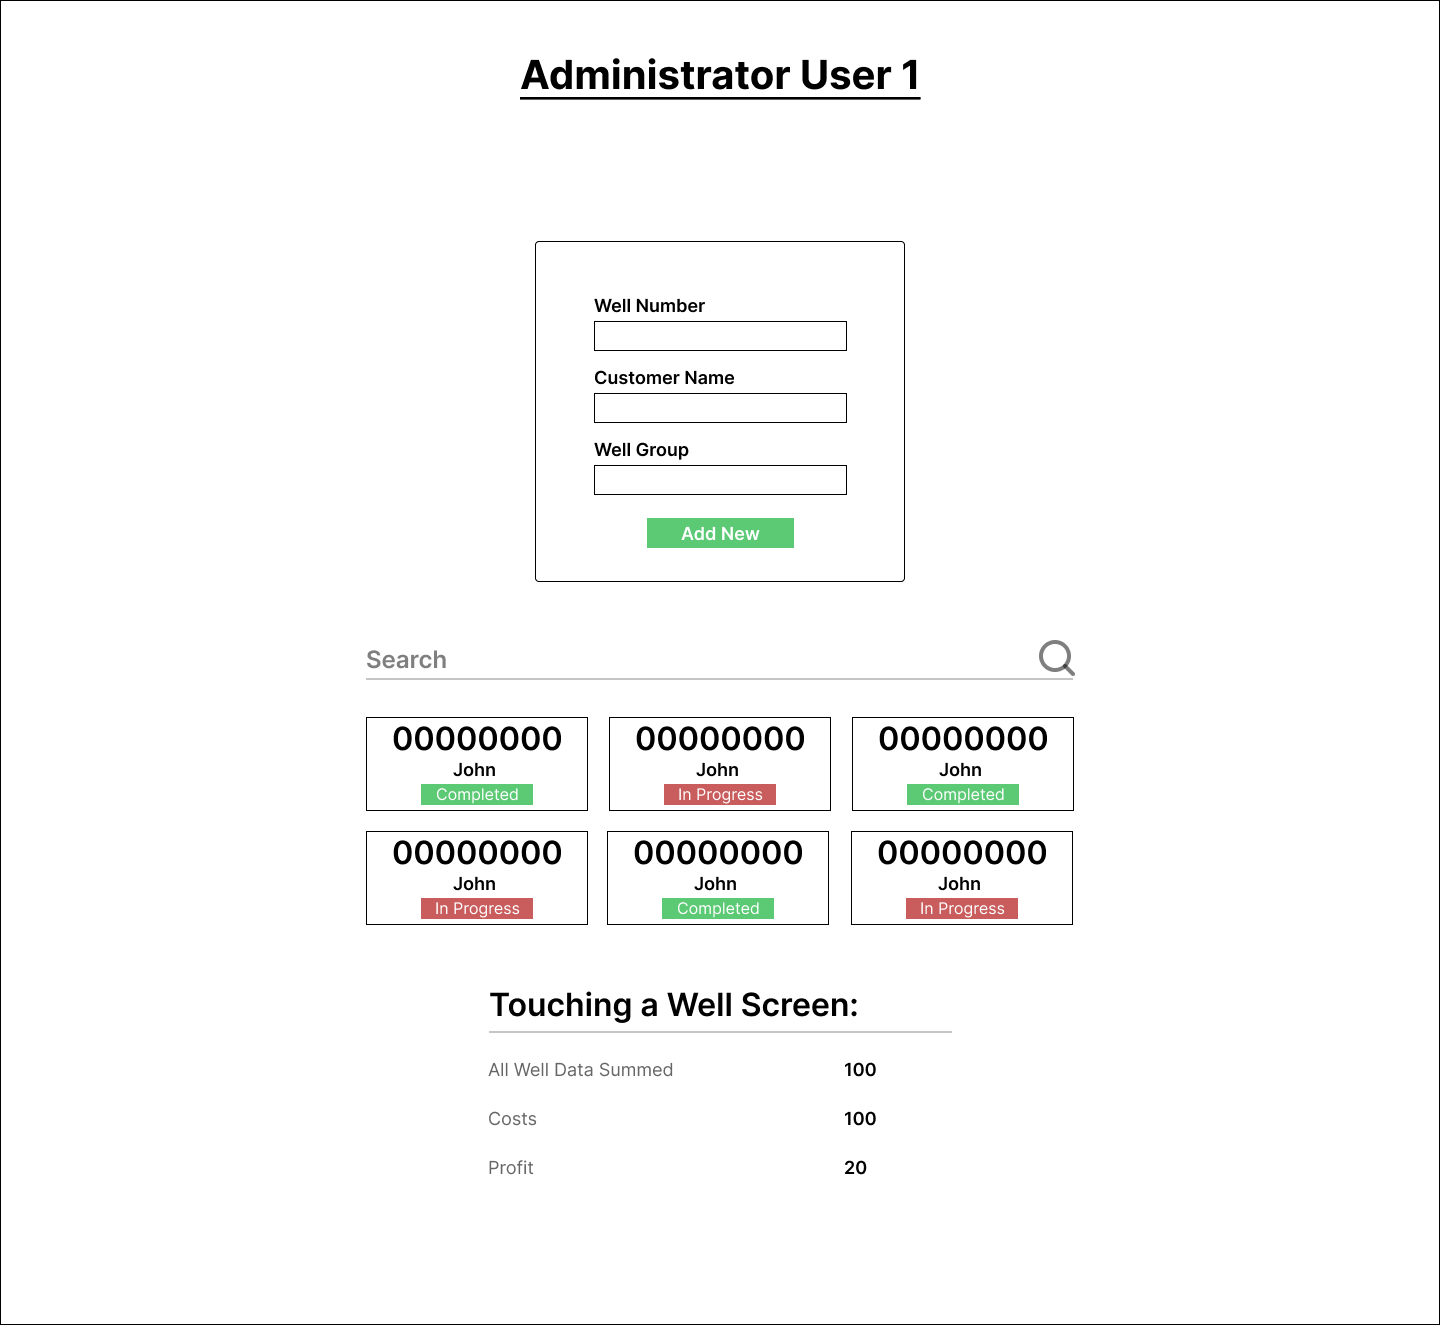 Administrator User 1
Well Number
Customer Name
Well Group
Add New
Search
00000000
John
Completed
00000000
John
In Progress
00000000
John
Completed
00000000
John
In Progress
00000000
John
Completed
00000000
John
In Progress
Touching a Well Screen:
All Well Data Summed 100
Costs 100
Profit 20